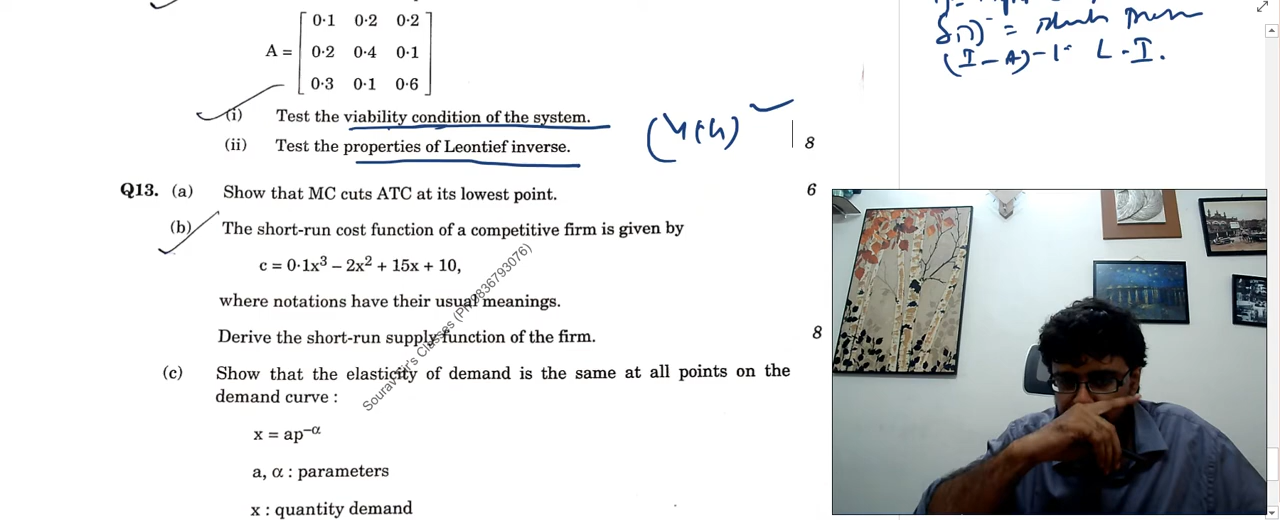 A = [ 0·1 0·2 0·2
0·2 0·4 0·1
0·3 0·1 0·6 ]
(i) Test the viability condition of the system.
(ii) Test the properties of Leontief inverse. 8
Q13. (a) Show that MC cuts ATC at its lowest point. 6
(b) The short-run cost function of a competitive firm is given by
c = 0·1x³ – 2x² + 15x + 10,
where notations have their usual meanings.
Derive the short-run supply function of the firm. 8
(c) Show that the elasticity of demand is the same at all points on the
demand curve :
x = ap^–α
a, α : parameters
x : quantity demand
(I – A)–1 L.I.